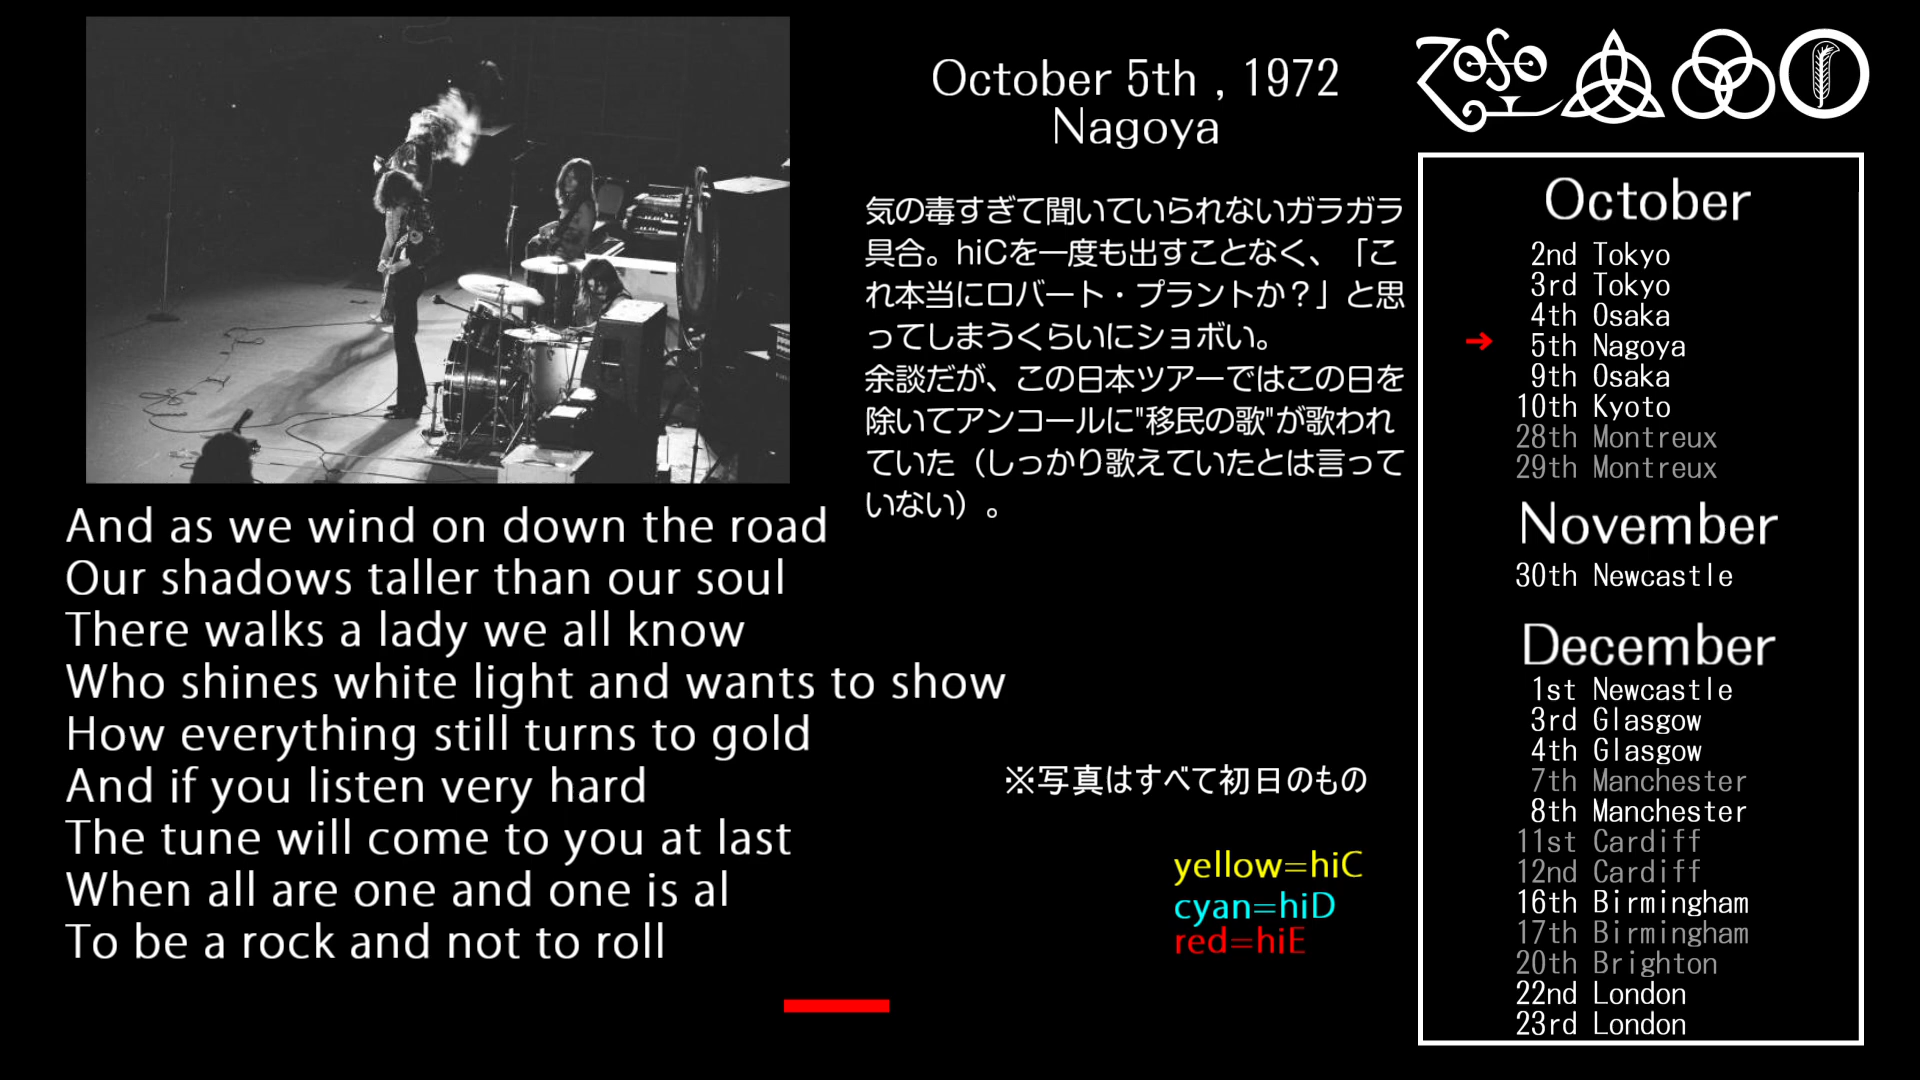 October 5th , 1972
Nagoya
気の毒すぎて聞いていられないガラガラ
具合。hiCを一度も出すことなく、「こ
れ本当にロバート・プラントか？」と思
ってしまうくらいにショボい。
余談だが、この日本ツアーではこの日を
除いてアンコールに"移民の歌"が歌われ
ていた（しっかり歌えていたとは言って
いない）。
And as we wind on down the road
Our shadows taller than our soul
There walks a lady we all know
Who shines white light and wants to show
How everything still turns to gold
And if you listen very hard
The tune will come to you at last
When all are one and one is al
To be a rock and not to roll
※写真はすべて初日のもの
yellow=hiC
cyan=hiD
red=hiE
ZoSo
October
2nd Tokyo
3rd Tokyo
4th Osaka
→ 5th Nagoya
9th Osaka
10th Kyoto
28th Montreux
29th Montreux
November
30th Newcastle
December
1st Newcastle
3rd Glasgow
4th Glasgow
7th Manchester
8th Manchester
11st Cardiff
12nd Cardiff
16th Birmingham
17th Birmingham
20th Brighton
22nd London
23rd London